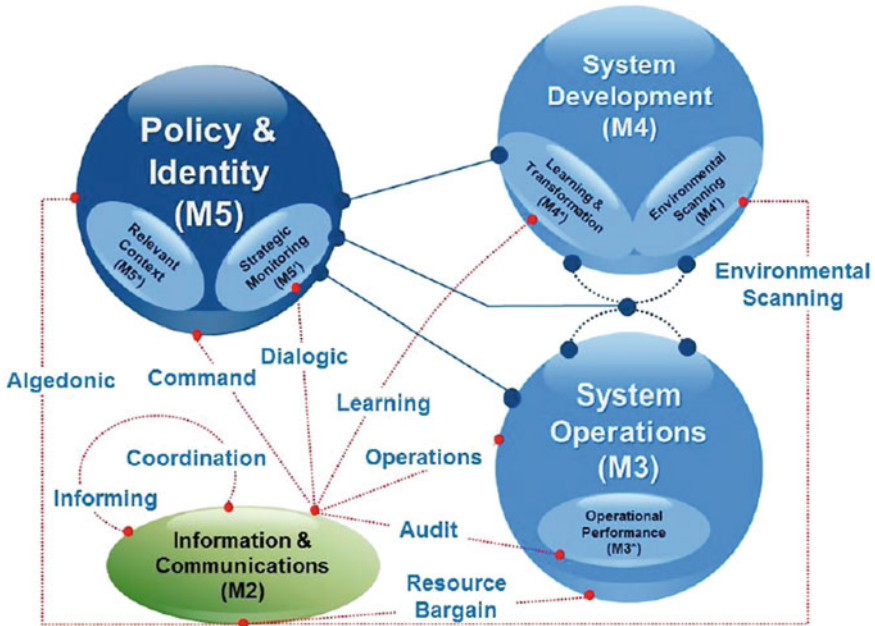 Policy &
Identity
(M5)
Relevant
Context
(M5*)
Strategic
Monitoring
(M5')
System
Development
(M4)
Learning &
Transformation
(M4*)
Environmental
Scanning
(M4')
Environmental
Scanning
Algedonic
Command
Dialogic
Learning
Coordination
Operations
Informing
Audit
System
Operations
(M3)
Operational
Performance
(M3*)
Information &
Communications
(M2)
Resource
Bargain